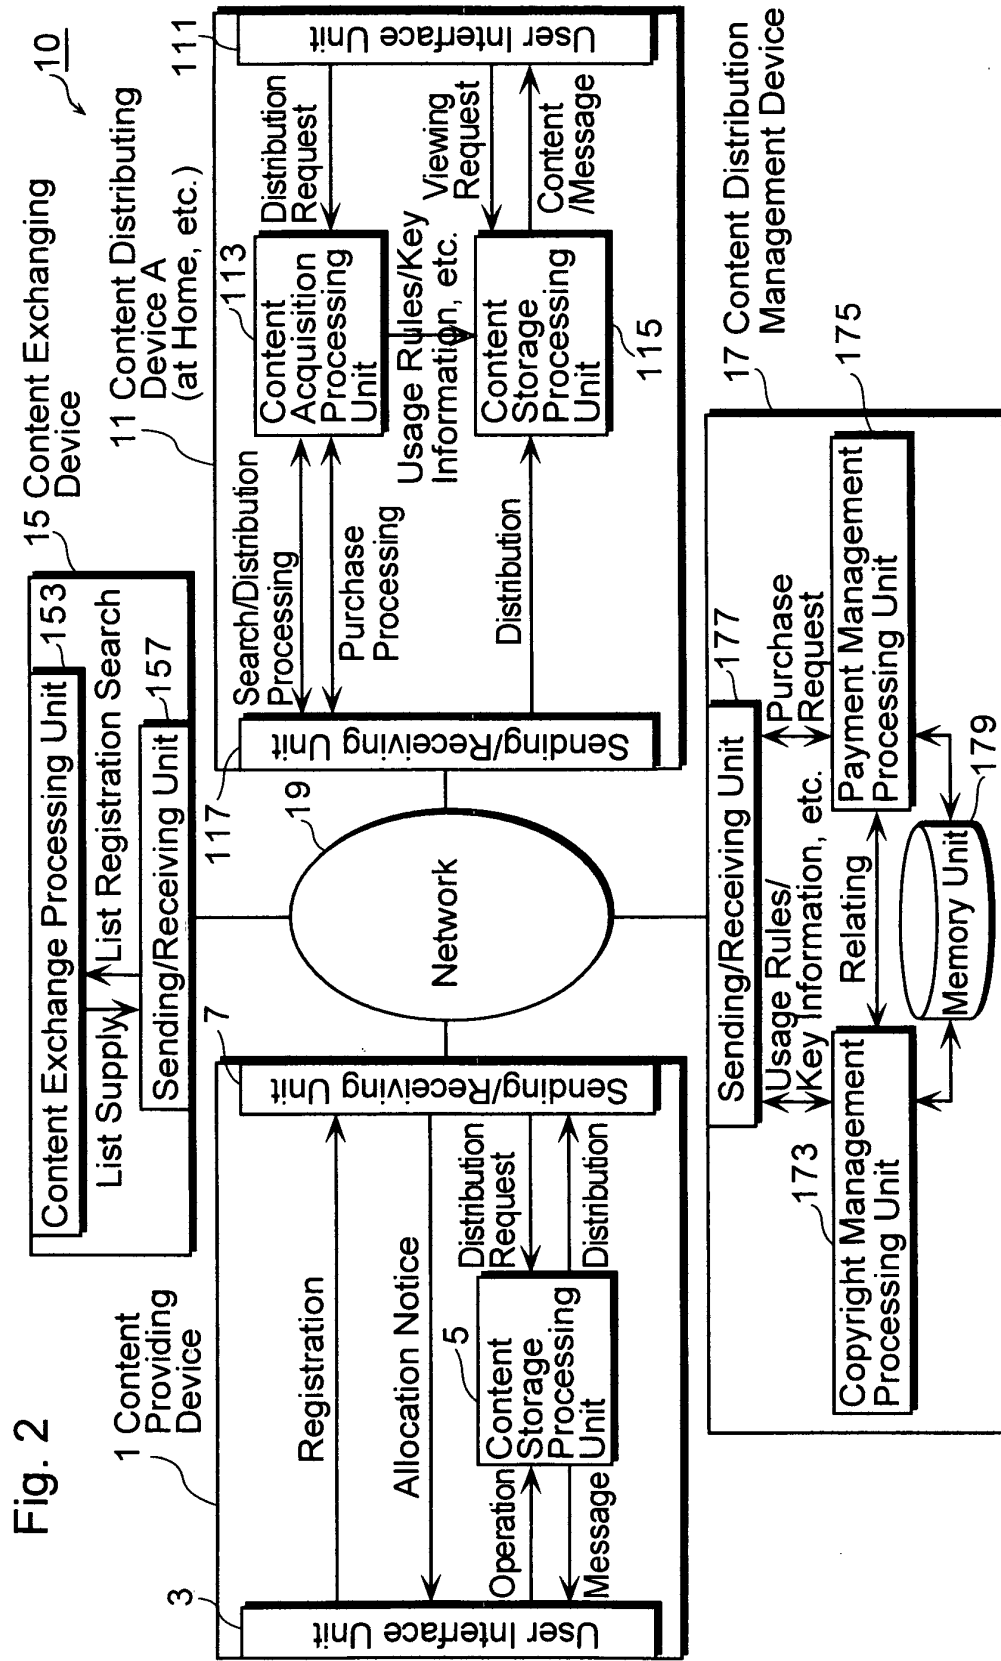 Fig. 2
10
1 Content
Providing
Device
3
User Interface
Unit
Registration
Allocation Notice
Operation
Message
5
Content
Storage
Processing
Unit
Distribution
Request
Distribution
7
Sending/Receiving
Unit
15 Content Exchanging
Device
Content Exchange Processing Unit
153
List Supply
List Registration Search
Sending/Receiving Unit
157
19
Network
11 Content Distributing
Device A
(at Home, etc.)
117
Sending/Receiving
Unit
Search/Distribution
Processing
Purchase
Processing
Distribution
113
Content
Acquisition
Processing
Unit
Usage Rules/Key
Information, etc.
Content
Storage
Processing
Unit
115
Distribution
Request
Viewing
Request
Content
/Message
111
User Interface
Unit
17 Content Distribution
Management Device
Sending/Receiving Unit
177
Usage Rules/
Key Information, etc.
Purchase
Request
173
Copyright Management
Processing Unit
Relating
175
Payment Management
Processing Unit
179
Memory Unit